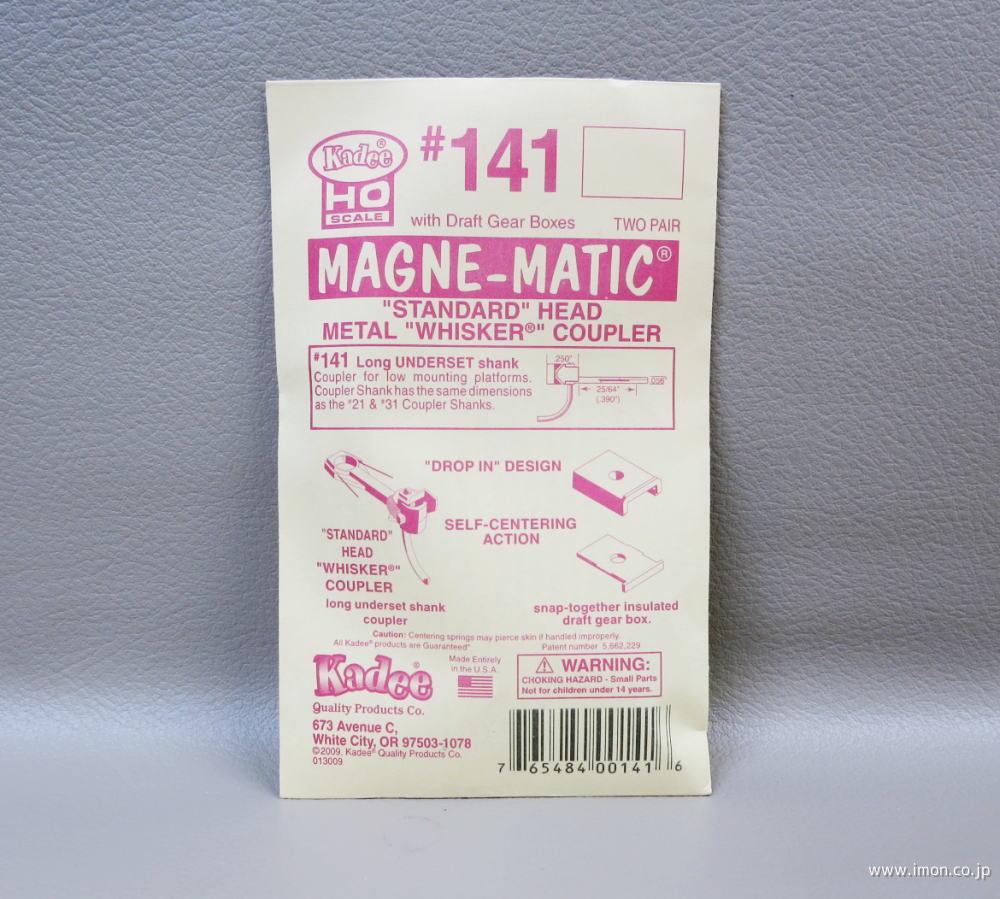 Kadee®
HO
SCALE
#141
with Draft Gear Boxes
TWO PAIR
MAGNE-MATIC®
"STANDARD" HEAD
METAL "WHISKER®" COUPLER
#141 Long UNDERSET shank
Coupler for low mounting platforms.
Coupler Shank has the same dimensions
as the #21 & #31 Coupler Shanks.
.250"
25/64"
(.390")
"DROP IN" DESIGN
SELF-CENTERING
ACTION
"STANDARD"
HEAD
"WHISKER®"
COUPLER
long underset shank
coupler
snap-together insulated
draft gear box.
Caution: Centering springs may pierce skin if handled improperly.
All Kadee® products are Guaranteed"
Patent number 5,662,229
Kadee®
Quality Products Co.
673 Avenue C,
White City, OR 97503-1078
©2009, Kadee® Quality Products Co.
013009
Made Entirely
in the U.S.A.
WARNING:
CHOKING HAZARD - Small Parts
Not for children under 14 years.
7 65484 00141 6
www.imon.co.jp